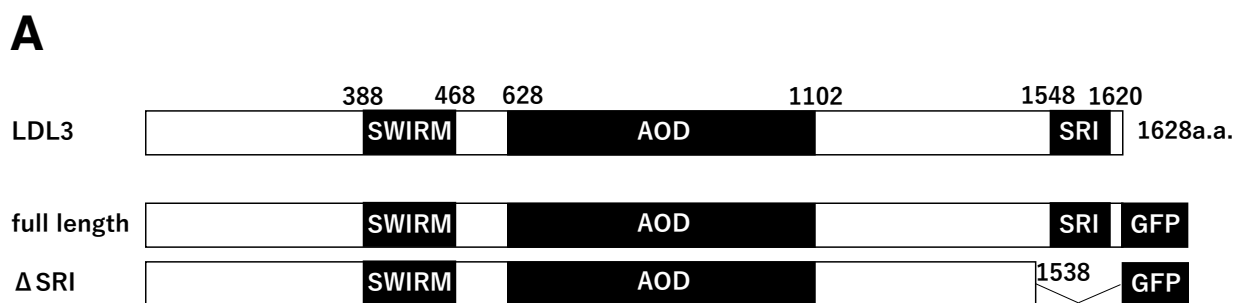 A
388 468 628 1102 1548 1620
LDL3 SWIRM AOD SRI 1628a.a.
full length SWIRM AOD SRI GFP
ΔSRI SWIRM AOD 1538 GFP